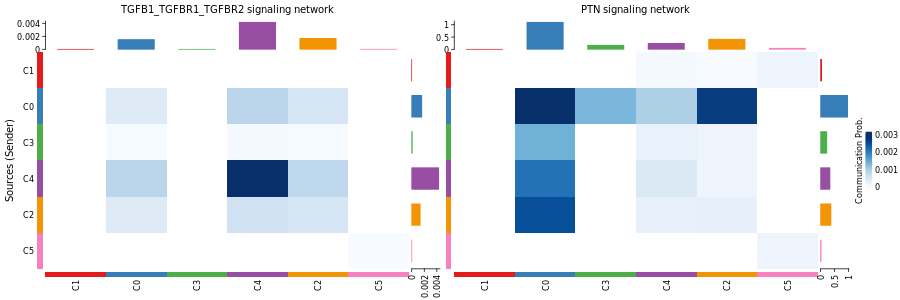 TGFB1_TGFBR1_TGFBR2 signaling network
PTN signaling network
0.004
0.002
0
1
0.5
0
Sources (Sender)
C1
C0
C3
C4
C2
C5
C1
C0
C3
C4
C2
C5
0
0.002
0.004
C1
C0
C3
C4
C2
C5
0
0.5
1
Communication Prob.
0.003
0.002
0.001
0